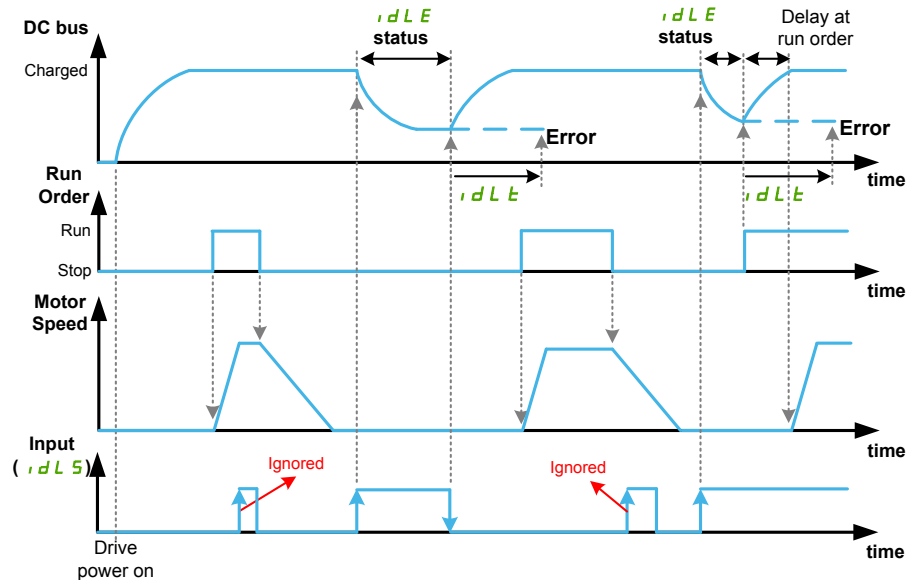 DC bus
Charged
idLE
status
Error
idLt
idLE
status
Delay at
run order
Error
idLt
time
Run
Order
Run
Stop
time
Motor
Speed
time
Input
( idLS )
Ignored
Ignored
time
Drive
power on